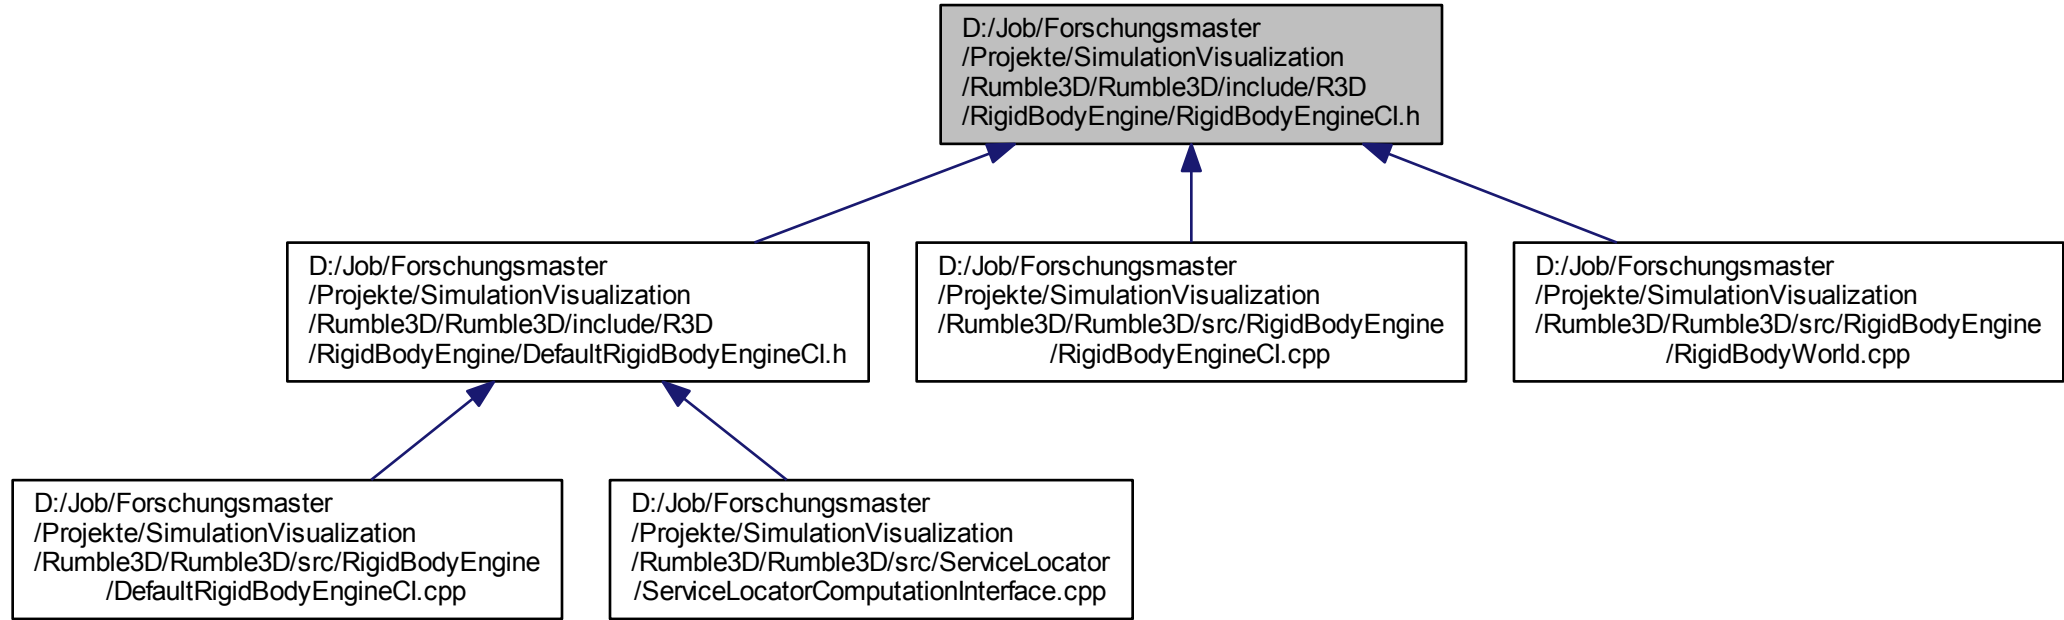 D:/Job/Forschungsmaster
/Projekte/SimulationVisualization
/Rumble3D/Rumble3D/include/R3D
/RigidBodyEngine/RigidBodyEngineCI.h
D:/Job/Forschungsmaster
/Projekte/SimulationVisualization
/Rumble3D/Rumble3D/include/R3D
/RigidBodyEngine/DefaultRigidBodyEngineCI.h
D:/Job/Forschungsmaster
/Projekte/SimulationVisualization
/Rumble3D/Rumble3D/src/RigidBodyEngine
/RigidBodyEngineCI.cpp
D:/Job/Forschungsmaster
/Projekte/SimulationVisualization
/Rumble3D/Rumble3D/src/RigidBodyEngine
/RigidBodyWorld.cpp
D:/Job/Forschungsmaster
/Projekte/SimulationVisualization
/Rumble3D/Rumble3D/src/RigidBodyEngine
/DefaultRigidBodyEngineCI.cpp
D:/Job/Forschungsmaster
/Projekte/SimulationVisualization
/Rumble3D/Rumble3D/src/ServiceLocator
/ServiceLocatorComputationInterface.cpp